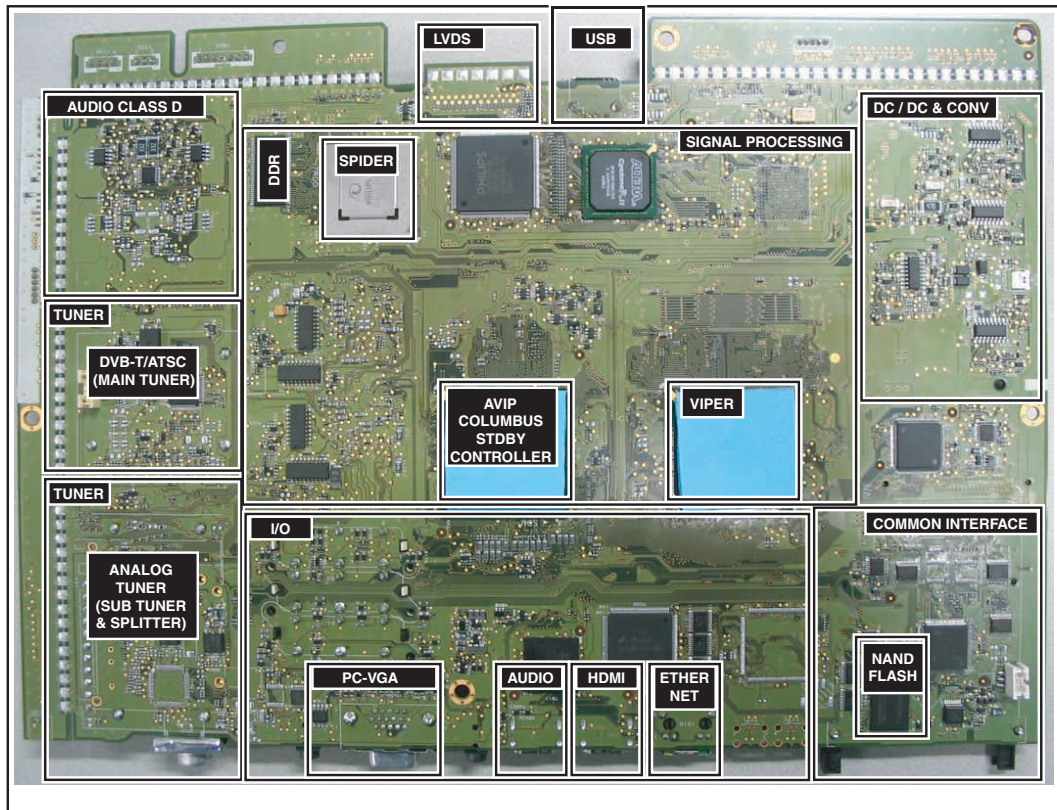 LVDS
USB
AUDIO CLASS D
DC / DC & CONV
SIGNAL PROCESSING
DDR
SPIDER
PHILIPS
ALTERA
TUNER
DVB-T/ATSC
(MAIN TUNER)
AVIP
COLUMBUS
STDBY
CONTROLLER
VIPER
TUNER
ANALOG
TUNER
(SUB TUNER
& SPLITTER)
I/O
COMMON INTERFACE
PC-VGA
AUDIO
HDMI
ETHER
NET
NAND
FLASH